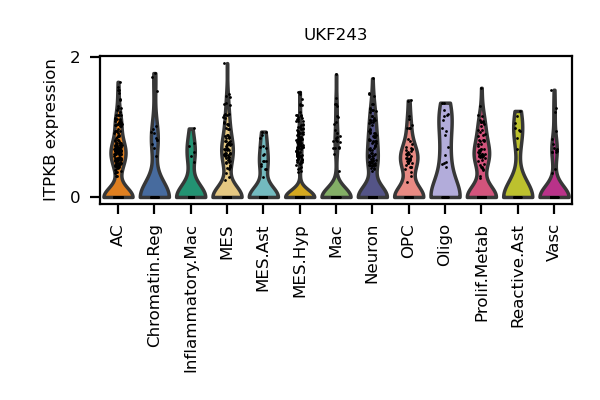 UKF243
ITPKB expression
2
0
AC
Chromatin.Reg
Inflammatory.Mac
MES
MES.Ast
MES.Hyp
Mac
Neuron
OPC
Oligo
Prolif.Metab
Reactive.Ast
Vasc